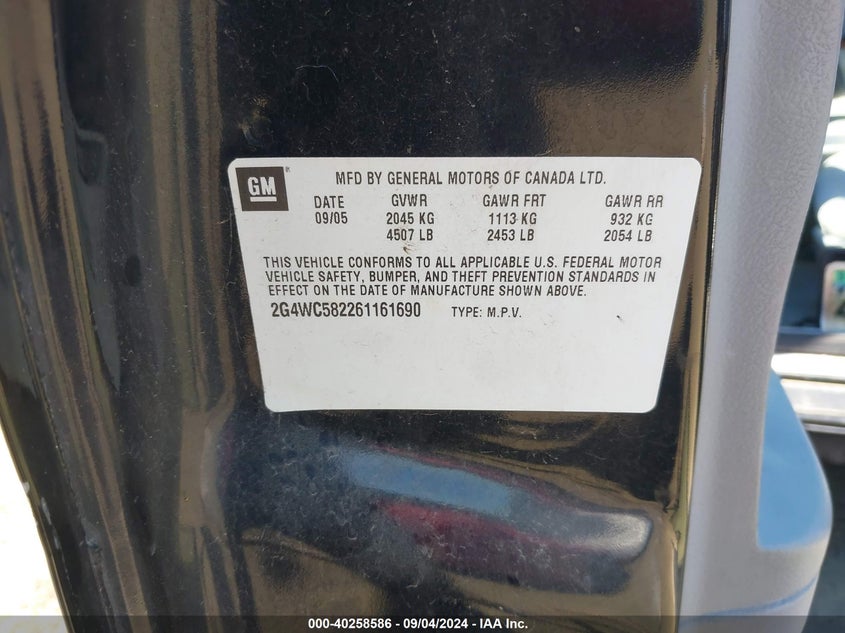 GM
MFD BY GENERAL MOTORS OF CANADA LTD.
DATE GVWR GAWR FRT GAWR RR
09/05 2045 KG 1113 KG 932 KG
4507 LB 2453 LB 2054 LB
THIS VEHICLE CONFORMS TO ALL APPLICABLE U.S. FEDERAL MOTOR
VEHICLE SAFETY, BUMPER, AND THEFT PREVENTION STANDARDS IN
EFFECT ON THE DATE OF MANUFACTURE SHOWN ABOVE.
2G4WC582261161690 TYPE: M.P.V.
000-40258586 - 09/04/2024 - IAA Inc.